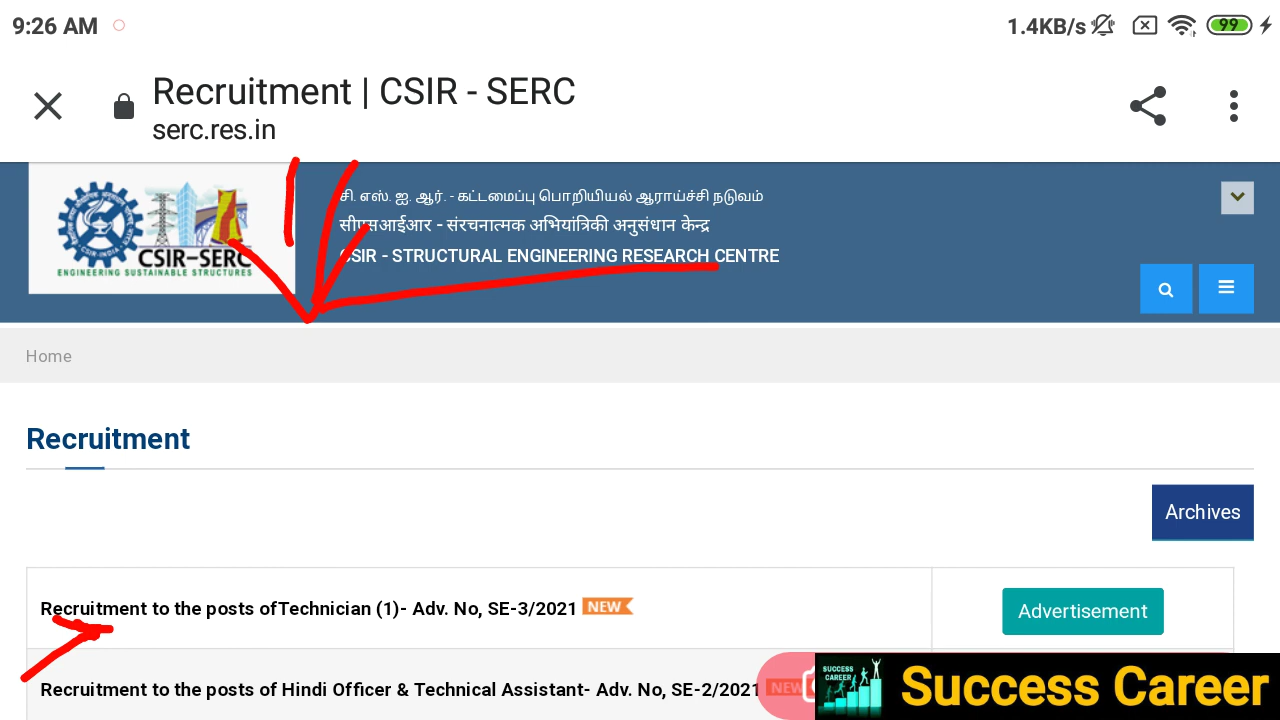 9:26 AM
1.4KB/s
99
Recruitment | CSIR - SERC
serc.res.in
சி. எஸ். ஐ. ஆர். - கட்டமைப்பு பொறியியல் ஆராய்ச்சி நடுவம்
सीएसआईआर - संरचनात्मक अभियांत्रिकी अनुसंधान केन्द्र
CSIR - STRUCTURAL ENGINEERING RESEARCH CENTRE
CSIR-SERC
ENGINEERING SUSTAINABLE STRUCTURES
Home
Recruitment
Archives
Recruitment to the posts ofTechnician (1)- Adv. No, SE-3/2021 NEW
Advertisement
Recruitment to the posts of Hindi Officer & Technical Assistant- Adv. No, SE-2/2021 NEW
SUCCESS
CAREER
Success Career